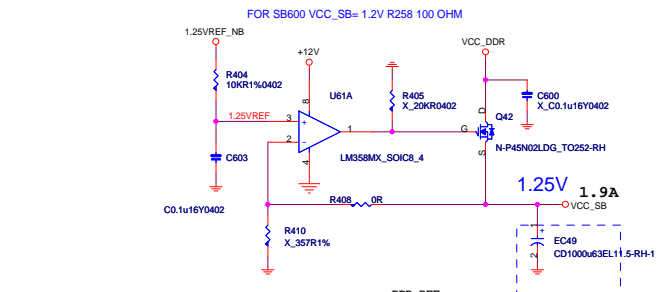 FOR SB600 VCC_SB= 1.2V R258 100 OHM
1.25VREF_NB
+12V
VCC_DDR
R404
10KR1%0402
U61A
R405
X_20KR0402
C600
X_C0.1u16Y0402
1.25VREF
8
3
+
2
-
1
4
LM358MX_SOIC8_4
D
G
S
Q42
N-P45N02LDG_TO252-RH
C603
C0.1u16Y0402
R408
0R
1.25V
1.9A
VCC_SB
R410
X_357R1%
1
+
2
EC49
CD1000u63EL11.5-RH-1